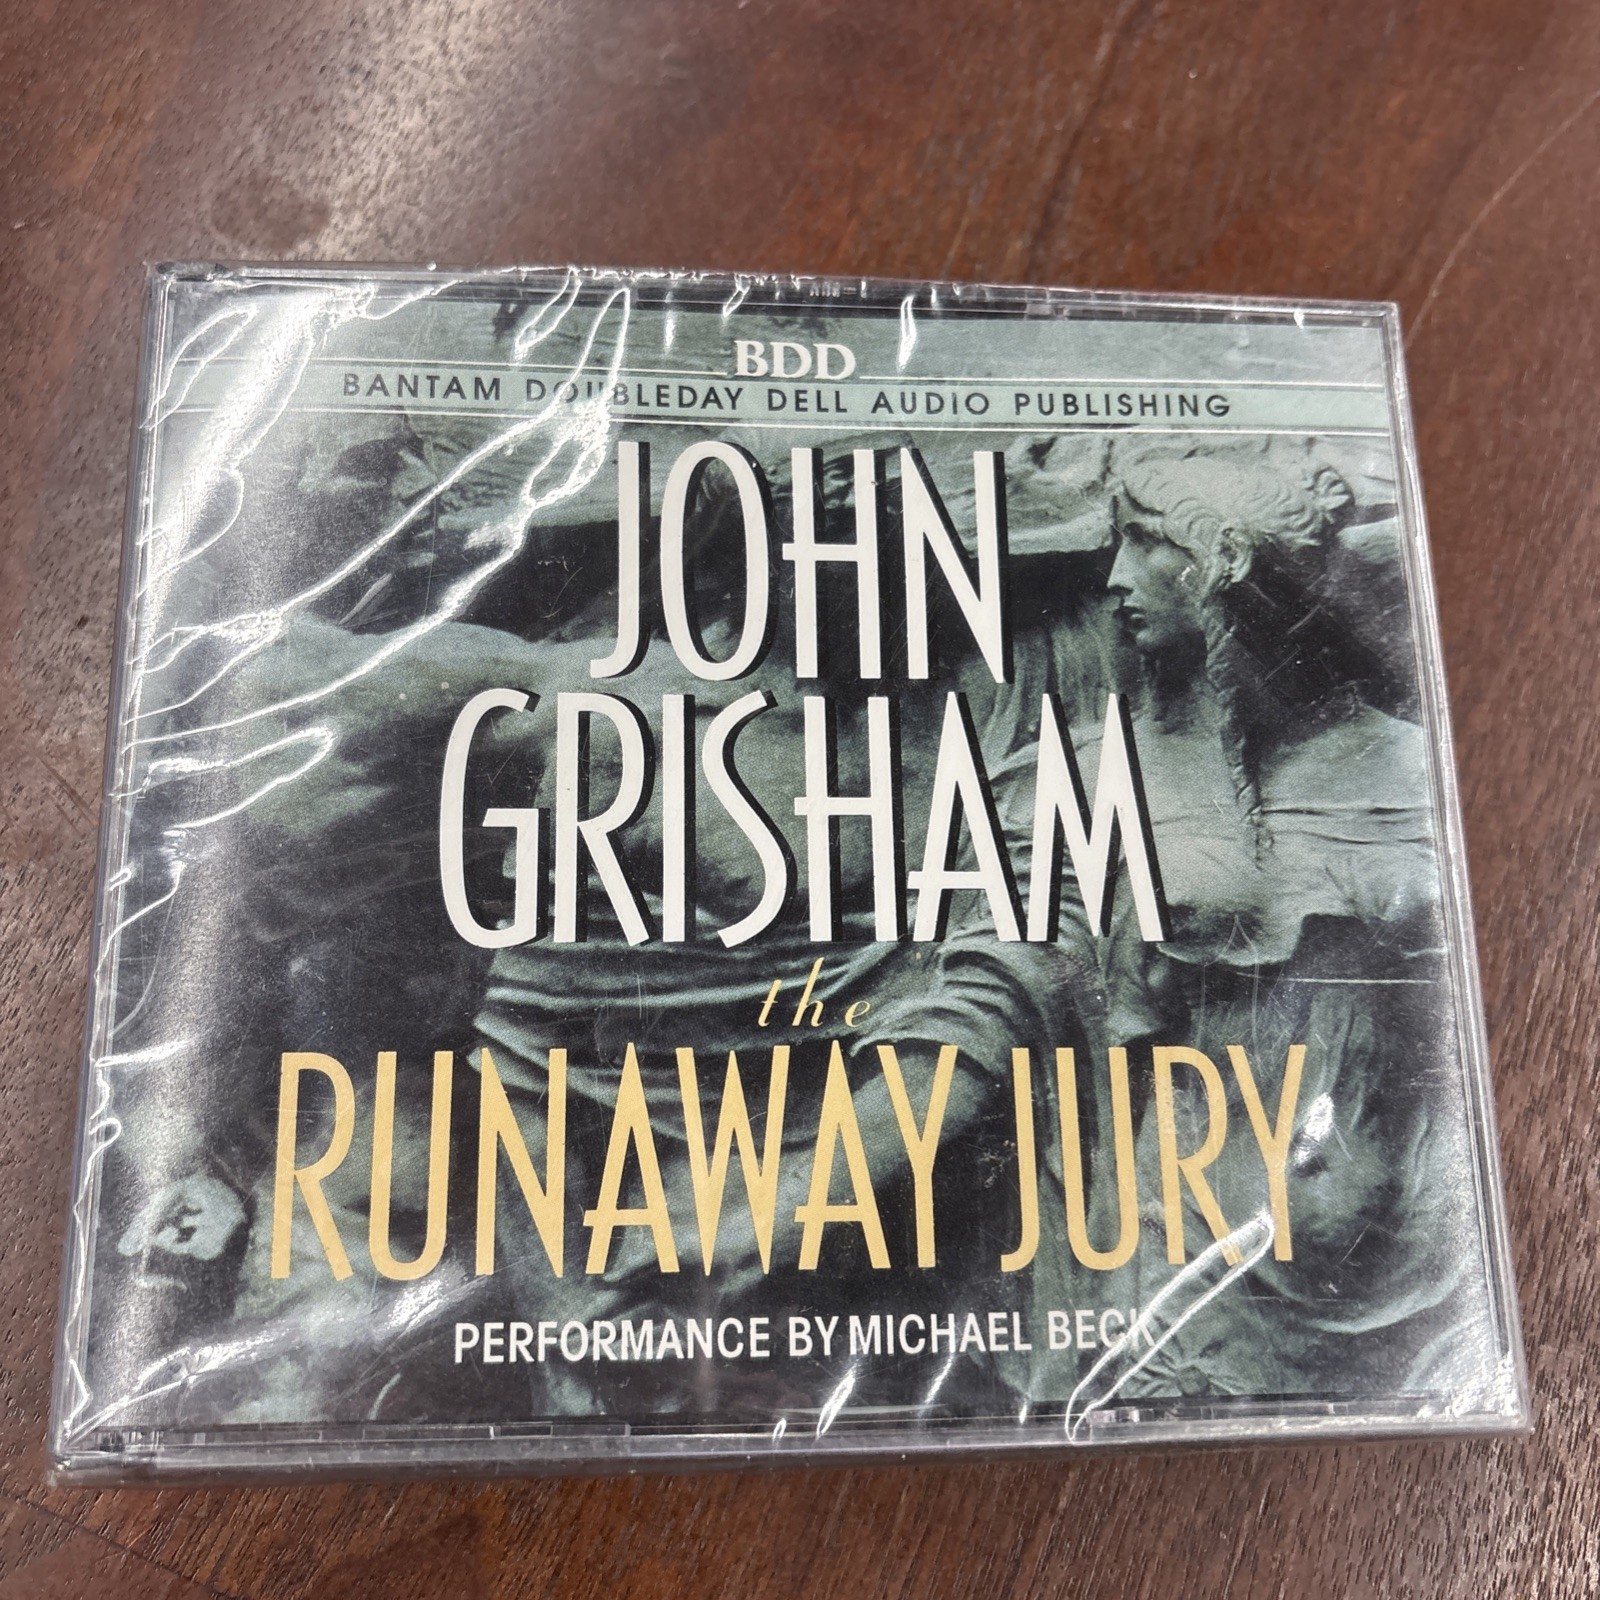 BDD
BANTAM DOUBLEDAY DELL AUDIO PUBLISHING
JOHN
GRISHAM
the
RUNAWAY JURY
PERFORMANCE BY MICHAEL BECK